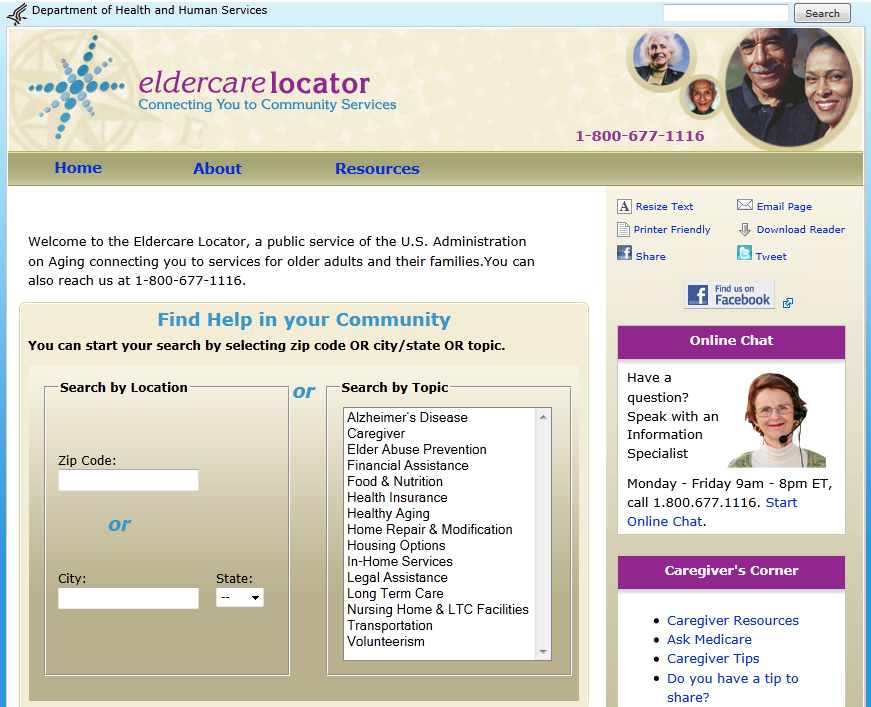 Department of Health and Human Services
Search
eldercare locator
Connecting You to Community Services
1-800-677-1116
Home About Resources
Welcome to the Eldercare Locator, a public service of the U.S. Administration
on Aging connecting you to services for older adults and their families.You can
also reach us at 1-800-677-1116.
Find Help in your Community
You can start your search by selecting zip code OR city/state OR topic.
Search by Location
Zip Code:
or
City:
State:
--
or
Search by Topic
Alzheimer's Disease
Caregiver
Elder Abuse Prevention
Financial Assistance
Food & Nutrition
Health Insurance
Healthy Aging
Home Repair & Modification
Housing Options
In-Home Services
Legal Assistance
Long Term Care
Nursing Home & LTC Facilities
Transportation
Volunteerism
A Resize Text
Email Page
Printer Friendly
Download Reader
f Share
t Tweet
f Find us on
Facebook
Online Chat
Have a
question?
Speak with an
Information
Specialist
Monday - Friday 9am - 8pm ET,
call 1.800.677.1116. Start
Online Chat.
Caregiver's Corner
• Caregiver Resources
• Ask Medicare
• Caregiver Tips
• Do you have a tip to
share?